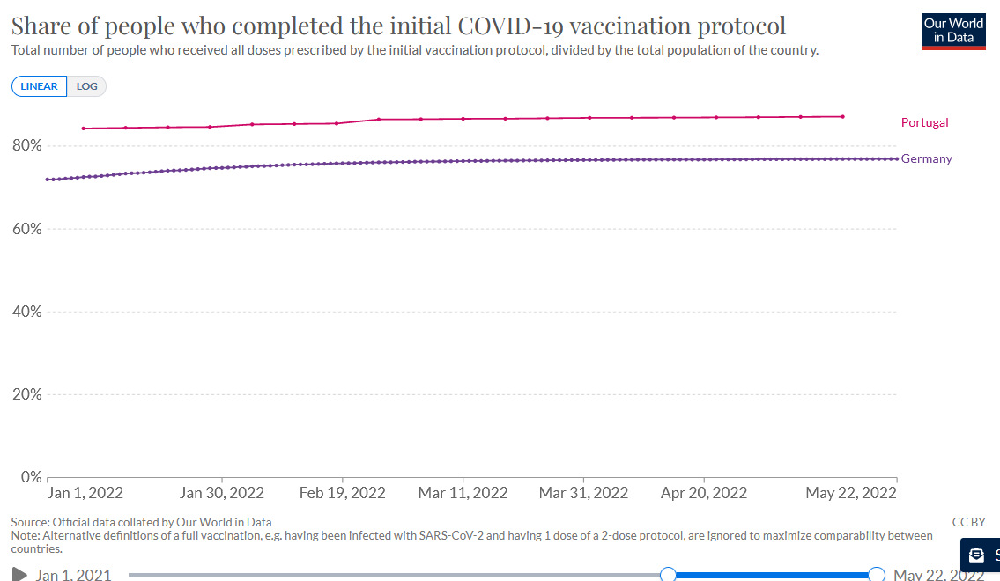 Share of people who completed the initial COVID-19 vaccination protocol
Our World
in Data
Total number of people who received all doses prescribed by the initial vaccination protocol, divided by the total population of the country.
LINEAR
LOG
Portugal
80%
Germany
60%
40%
20%
0%
Jan 1, 2022
Jan 30, 2022
Feb 19, 2022
Mar 11, 2022
Mar 31, 2022
Apr 20, 2022
May 22, 2022
Source: Official data collated by Our World in Data
CC BY
Note: Alternative definitions of a full vaccination, e.g. having been infected with SARS-CoV-2 and having 1 dose of a 2-dose protocol, are ignored to maximize comparability between
countries.
S
Jan 1, 2021
May 22, 2022